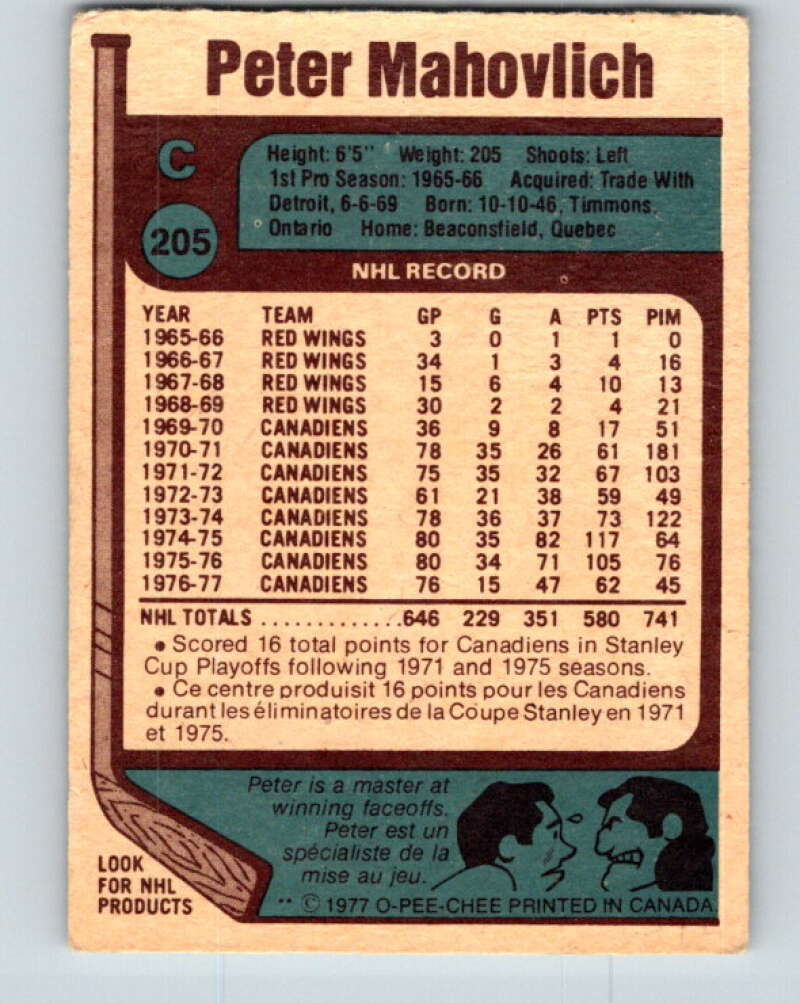 Peter Mahovlich
C
205
Height: 6'5" Weight: 205 Shoots: Left
1st Pro Season: 1965-66 Acquired: Trade With
Detroit, 6-6-69 Born: 10-10-46, Timmons,
Ontario Home: Beaconsfield, Quebec
NHL RECORD
YEAR TEAM GP G A PTS PIM
1965-66 RED WINGS 3 0 1 1 0
1966-67 RED WINGS 34 1 3 4 16
1967-68 RED WINGS 15 6 4 10 13
1968-69 RED WINGS 30 2 2 4 21
1969-70 CANADIENS 36 9 8 17 51
1970-71 CANADIENS 78 35 26 61 181
1971-72 CANADIENS 75 35 32 67 103
1972-73 CANADIENS 61 21 38 59 49
1973-74 CANADIENS 78 36 37 73 122
1974-75 CANADIENS 80 35 82 117 64
1975-76 CANADIENS 80 34 71 105 76
1976-77 CANADIENS 76 15 47 62 45
NHL TOTALS .............646 229 351 580 741
• Scored 16 total points for Canadiens in Stanley
Cup Playoffs following 1971 and 1975 seasons.
• Ce centre produisit 16 points pour les Canadiens
durant les éliminatoires de la Coupe Stanley en 1971
et 1975.
Peter is a master at
winning faceoffs.
Peter est un
spécialiste de la
mise au jeu.
LOOK
FOR NHL
PRODUCTS
** © 1977 O-PEE-CHEE PRINTED IN CANADA